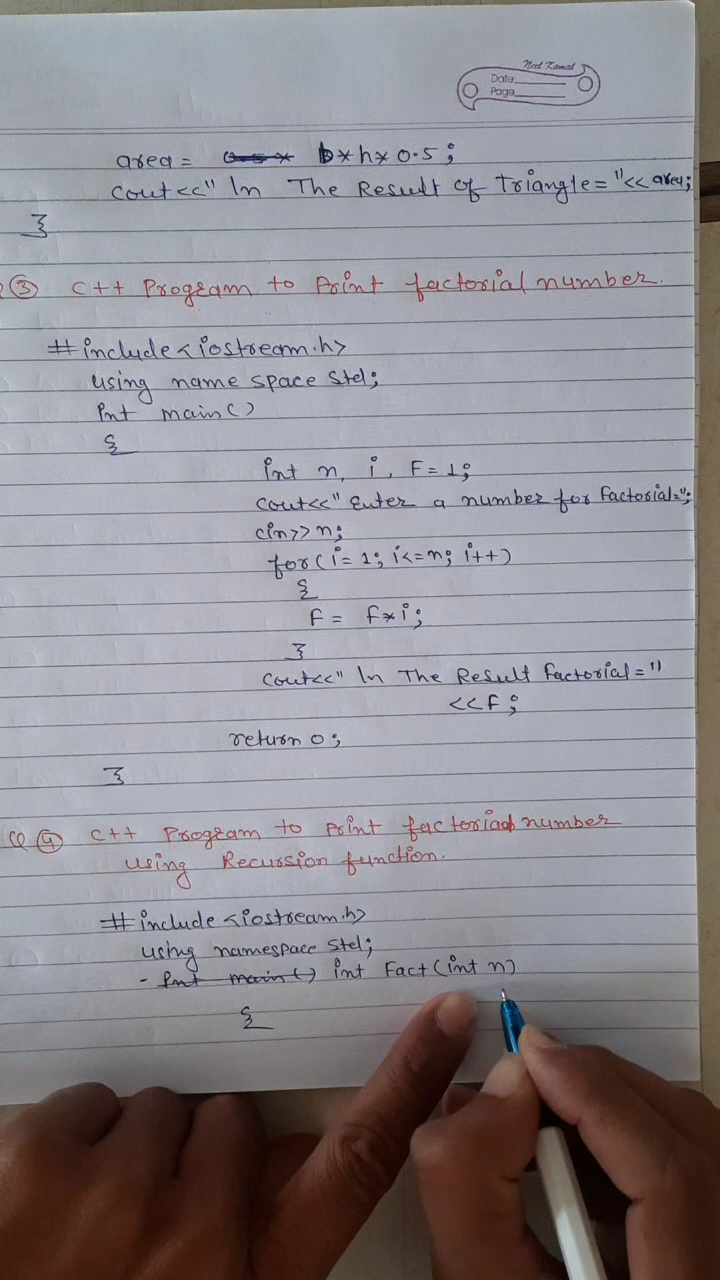 Neel Kamal
Date
Page
area = b*h*0.5;
cout<<" In The Result of Triangle="<<area;
}
③ C++ Program to Print factorial number.
#include<iostream.h>
using name space std;
int main()
{
int n, i, F=1;
cout<<" Enter a number for factorial=";
cin>>n;
for(i=1; i<=n; i++)
{
F = f*i;
}
cout<<" In The Result factorial="
<<F;
return 0;
}
Q ④ C++ Program to Print factorial number
using Recursion function.
#include<iostream.h>
using namespace std;
- int main() int Fact(int n)
{